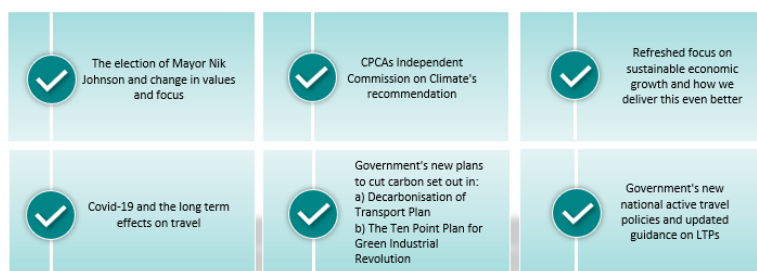 The election of Mayor Nik
Johnson and change in values
and focus
CPCAs Independent
Commission on Climate's
recommendation
Refreshed focus on
sustainable economic
growth and how we
deliver this even better
Covid-19 and the long term
effects on travel
Government's new plans
to cut carbon set out in:
a) Decarbonisation of
Transport Plan
b) The Ten Point Plan for
Green Industrial
Revolution
Government's new
national active travel
policies and updated
guidance on LTPs